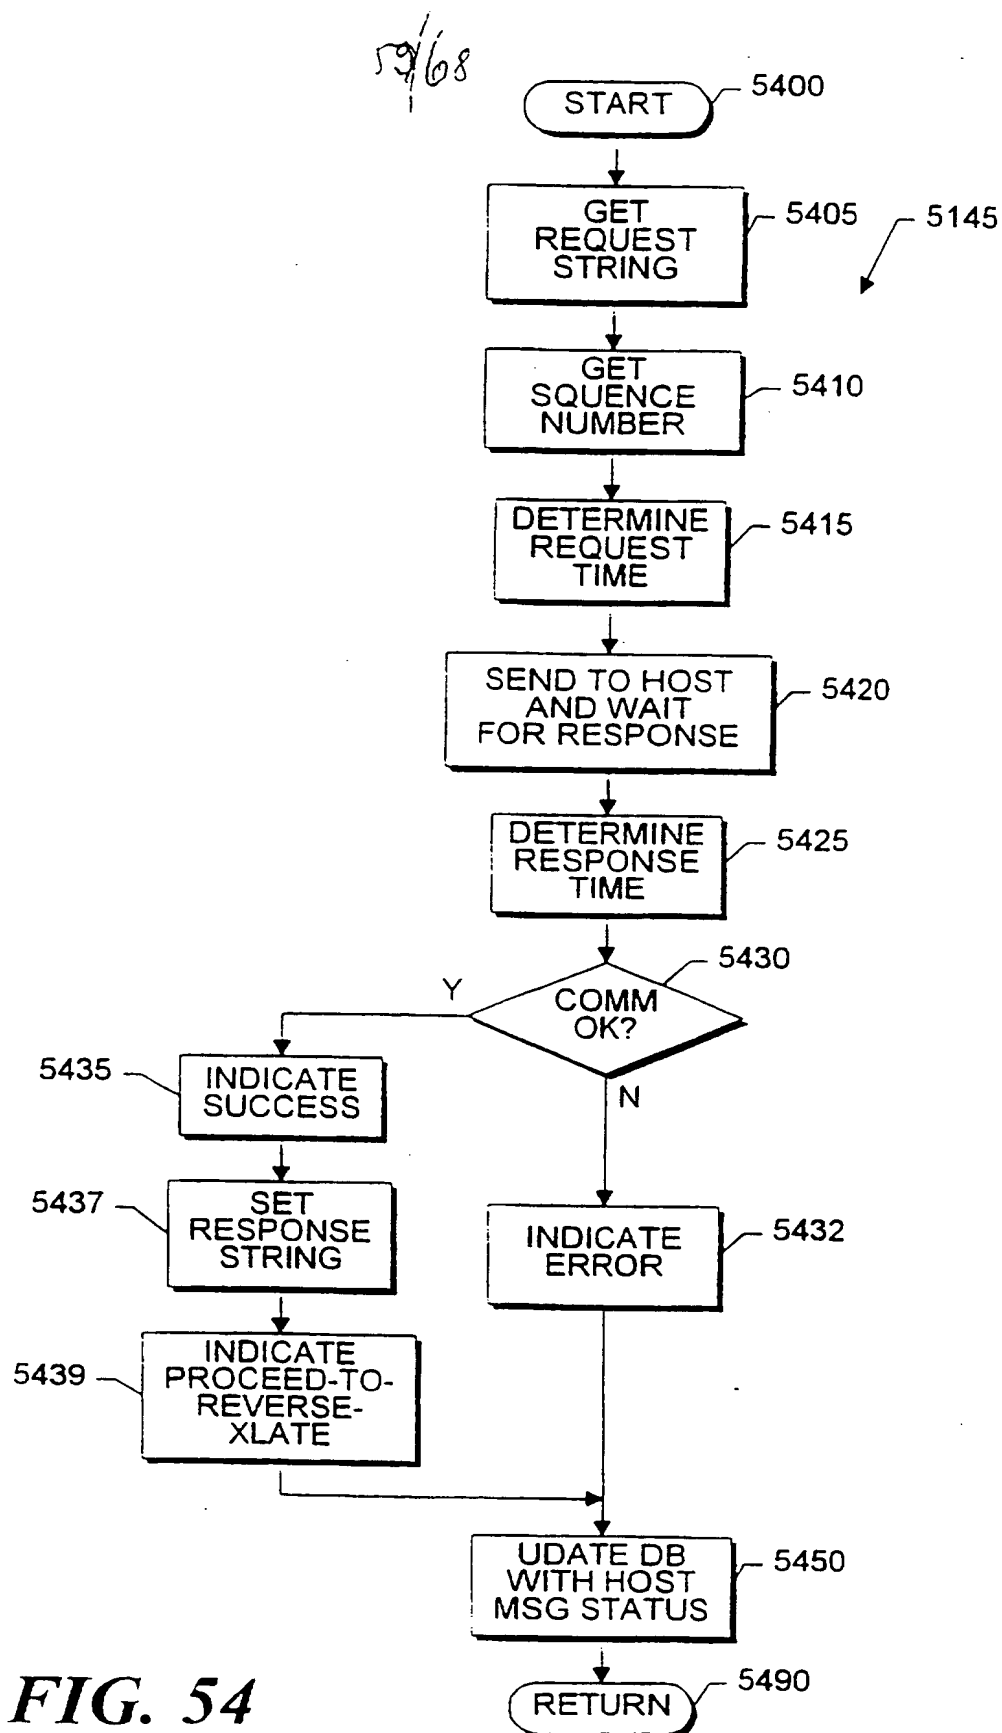 59/68
START
5400
GET
REQUEST
STRING
5405
5145
GET
SQUENCE
NUMBER
5410
DETERMINE
REQUEST
TIME
5415
SEND TO HOST
AND WAIT
FOR RESPONSE
5420
DETERMINE
RESPONSE
TIME
5425
COMM
OK?
5430
Y
N
5435
INDICATE
SUCCESS
5437
SET
RESPONSE
STRING
INDICATE
ERROR
5432
5439
INDICATE
PROCEED-TO-
REVERSE-
XLATE
UDATE DB
WITH HOST
MSG STATUS
5450
RETURN
5490
FIG. 54